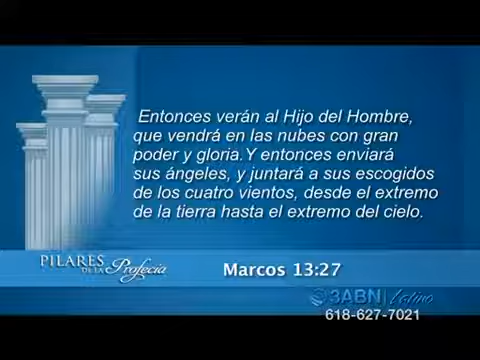 Entonces verán al Hijo del Hombre,
que vendrá en las nubes con gran
poder y gloria.Y entonces enviará
sus ángeles, y juntará a sus escogidos
de los cuatro vientos, desde el extremo
de la tierra hasta el extremo del cielo.
PILARES
DE LA Profecía
Marcos 13:27
3ABN Latino
618-627-7021